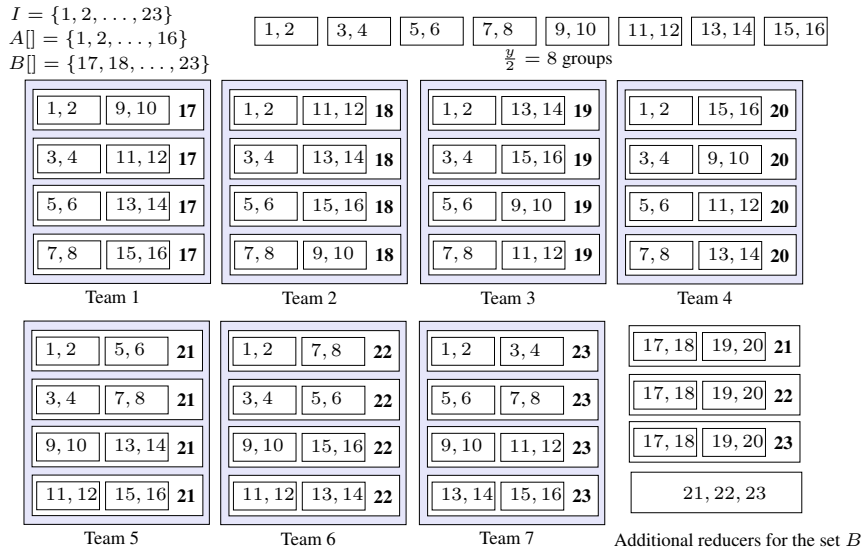 I = {1, 2, . . . , 23}
A[] = {1, 2, . . . , 16}
B[] = {17, 18, . . . , 23}
1, 2 3, 4 5, 6 7, 8 9, 10 11, 12 13, 14 15, 16
y/2 = 8 groups
1, 2 9, 10 17
3, 4 11, 12 17
5, 6 13, 14 17
7, 8 15, 16 17
Team 1
1, 2 11, 12 18
3, 4 13, 14 18
5, 6 15, 16 18
7, 8 9, 10 18
Team 2
1, 2 13, 14 19
3, 4 15, 16 19
5, 6 9, 10 19
7, 8 11, 12 19
Team 3
1, 2 15, 16 20
3, 4 9, 10 20
5, 6 11, 12 20
7, 8 13, 14 20
Team 4
1, 2 5, 6 21
3, 4 7, 8 21
9, 10 13, 14 21
11, 12 15, 16 21
Team 5
1, 2 7, 8 22
3, 4 5, 6 22
9, 10 15, 16 22
11, 12 13, 14 22
Team 6
1, 2 3, 4 23
5, 6 7, 8 23
9, 10 11, 12 23
13, 14 15, 16 23
Team 7
17, 18 19, 20 21
17, 18 19, 20 22
17, 18 19, 20 23
21, 22, 23
Additional reducers for the set B